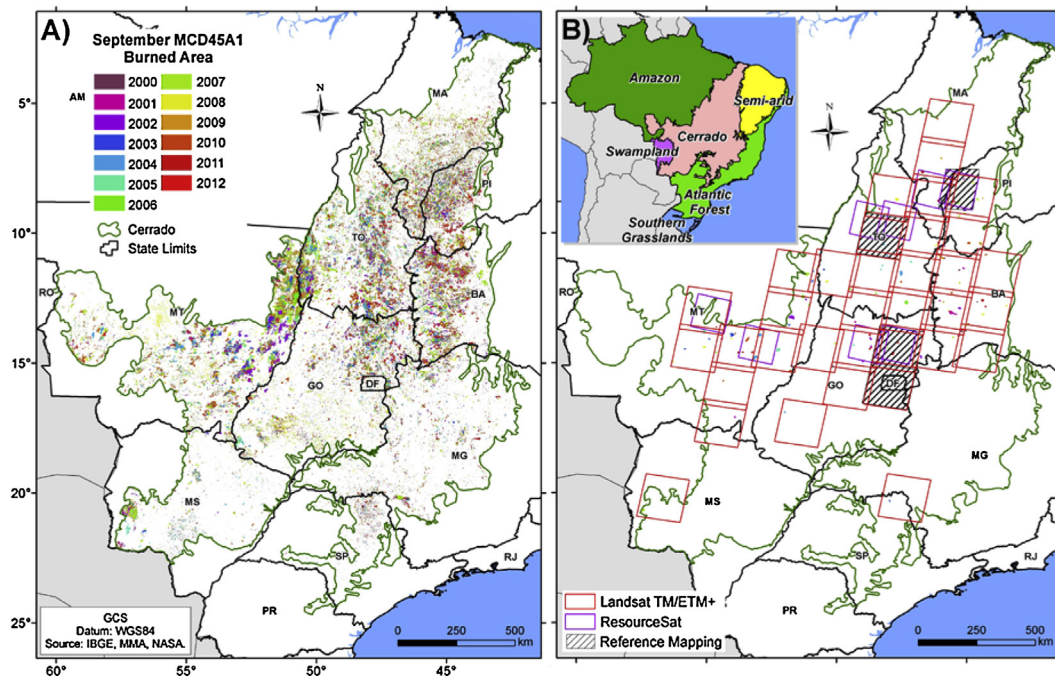 A)
September MCD45A1
Burned Area
2000
2001
2002
2003
2004
2005
2006
2007
2008
2009
2010
2011
2012
Cerrado
State Limits
N
AM
MA
PI
TO
BA
RO
MT
GO
DF
MG
MS
SP
RJ
PR
5°
10°
15°
20°
25°
60°
55°
50°
45°
GCS
Datum: WGS84
Source: IBGE, MMA, NASA.
0 250 500
km
B)
Amazon
Semi-arid
Cerrado
Swampland
Atlantic
Forest
Southern
Grasslands
N
MA
PI
TO
BA
RO
MT
GO
DF
MG
MS
SP
RJ
PR
Landsat TM/ETM+
ResourceSat
Reference Mapping
0 250 500
km